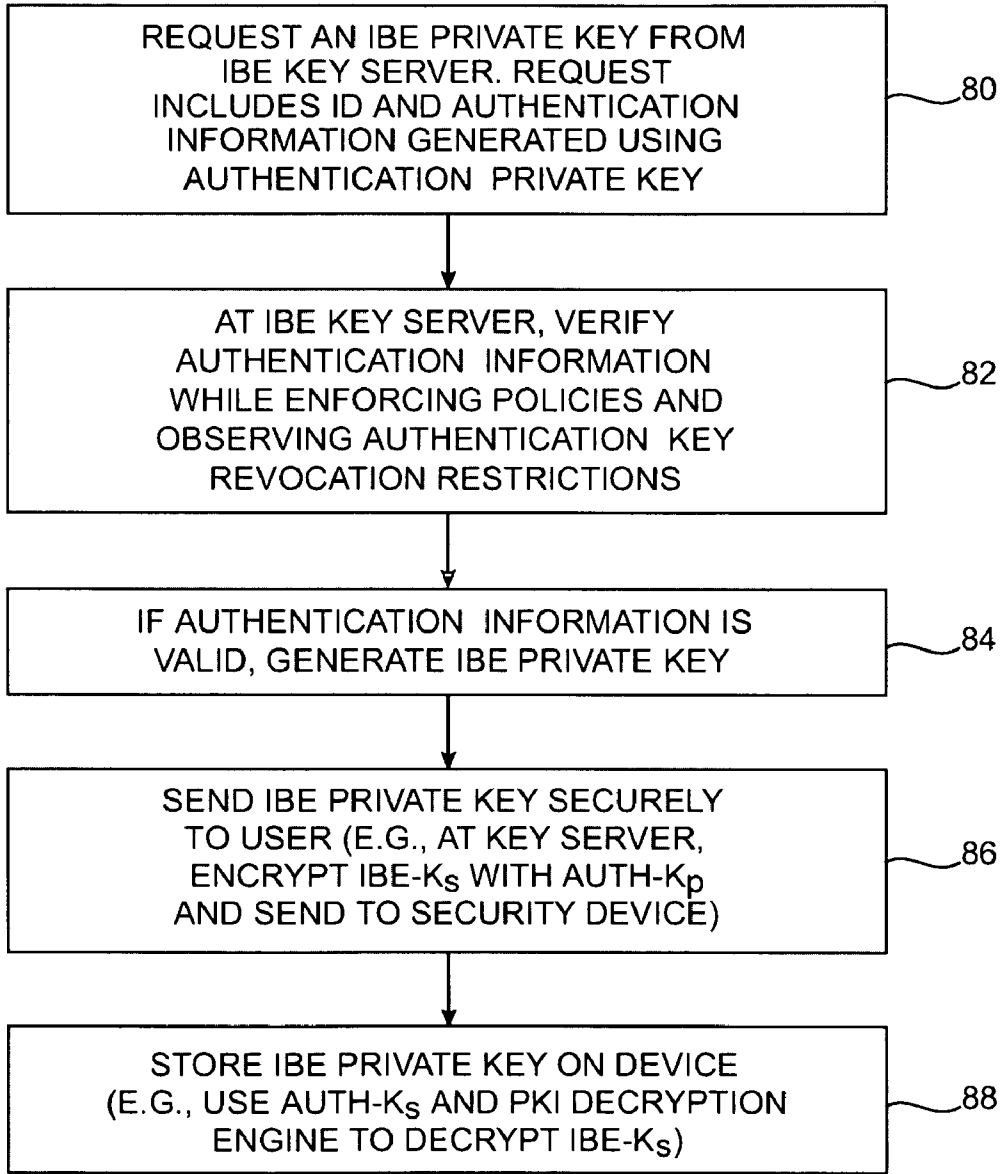 REQUEST AN IBE PRIVATE KEY FROM
IBE KEY SERVER. REQUEST
INCLUDES ID AND AUTHENTICATION
INFORMATION GENERATED USING
AUTHENTICATION PRIVATE KEY
80
AT IBE KEY SERVER, VERIFY
AUTHENTICATION INFORMATION
WHILE ENFORCING POLICIES AND
OBSERVING AUTHENTICATION KEY
REVOCATION RESTRICTIONS
82
IF AUTHENTICATION INFORMATION IS
VALID, GENERATE IBE PRIVATE KEY
84
SEND IBE PRIVATE KEY SECURELY
TO USER (E.G., AT KEY SERVER,
ENCRYPT IBE-Ks WITH AUTH-Kp
AND SEND TO SECURITY DEVICE)
86
STORE IBE PRIVATE KEY ON DEVICE
(E.G., USE AUTH-Ks AND PKI DECRYPTION
ENGINE TO DECRYPT IBE-Ks)
88